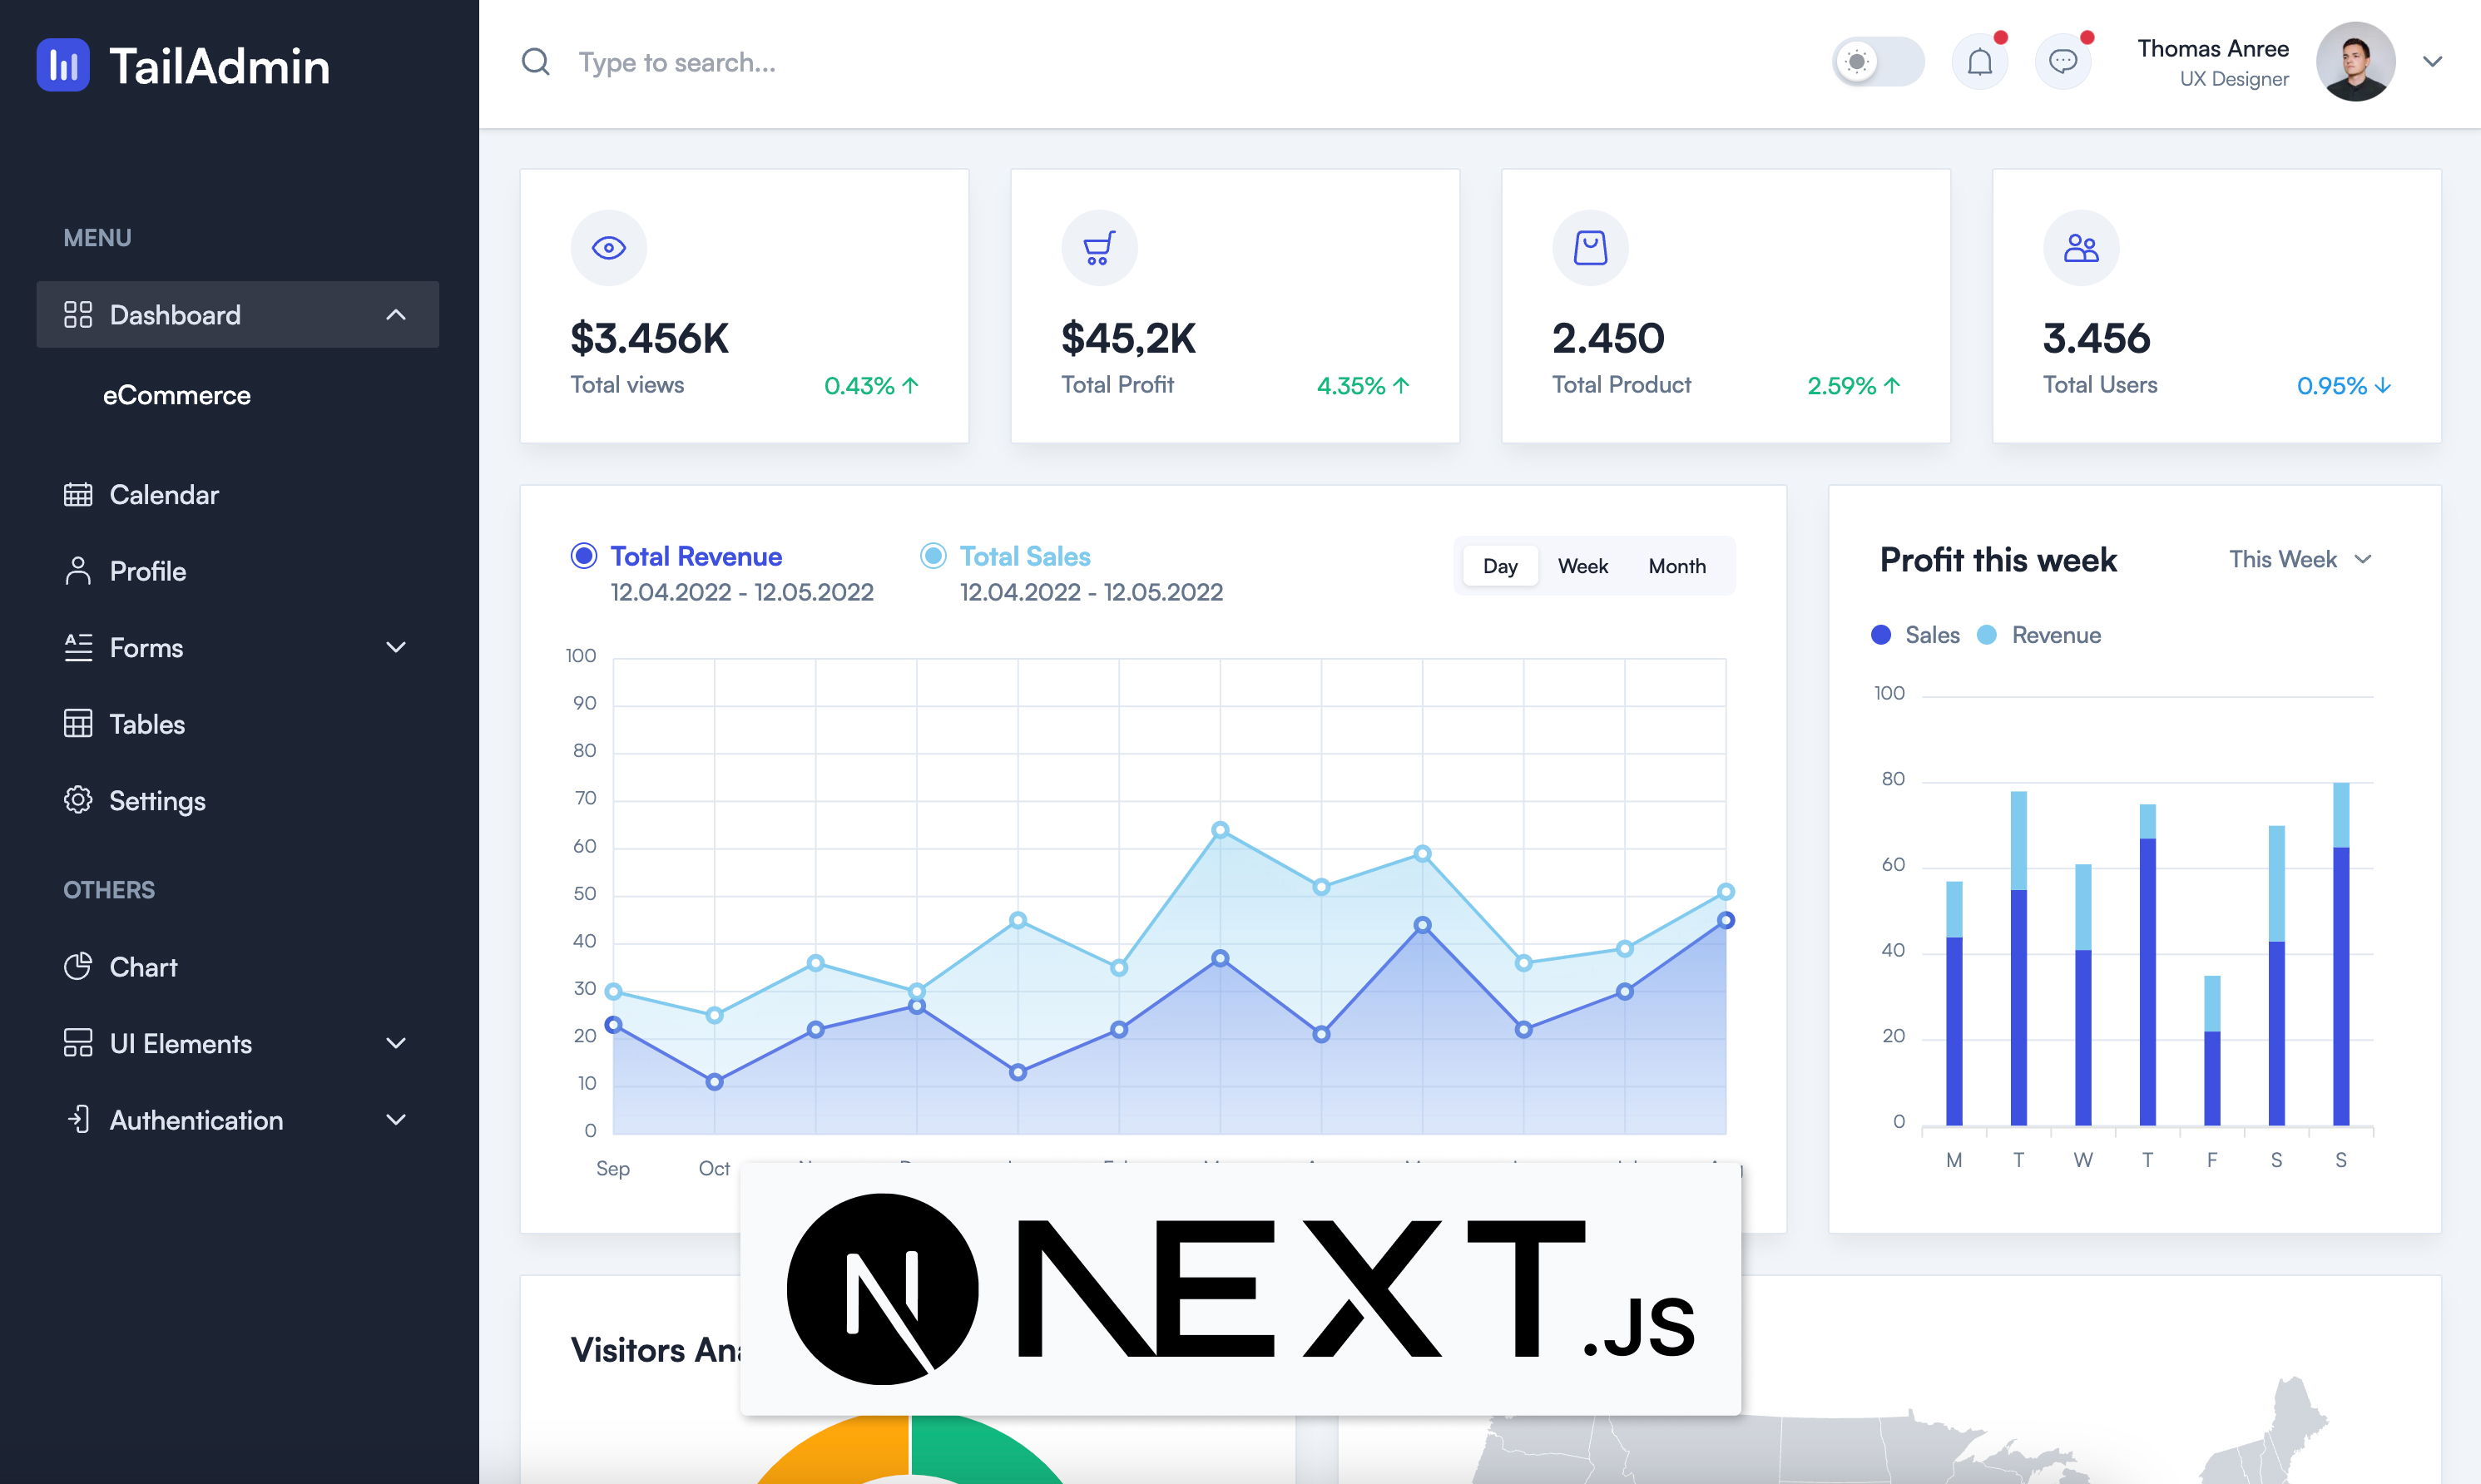 TailAdmin
Type to search...
Thomas Anree
UX Designer
MENU
Dashboard
eCommerce
Calendar
Profile
Forms
Tables
Settings
OTHERS
Chart
UI Elements
Authentication
$3.456K
Total views
0.43%
$45,2K
Total Profit
4.35%
2.450
Total Product
2.59%
3.456
Total Users
0.95%
Total Revenue
12.04.2022 - 12.05.2022
Total Sales
12.04.2022 - 12.05.2022
Day Week Month
100
90
80
70
60
50
40
30
20
10
0
Sep Oct
Profit this week
This Week
Sales Revenue
100
80
60
40
20
0
M T W T F S S
Visitors
N NEXT.JS